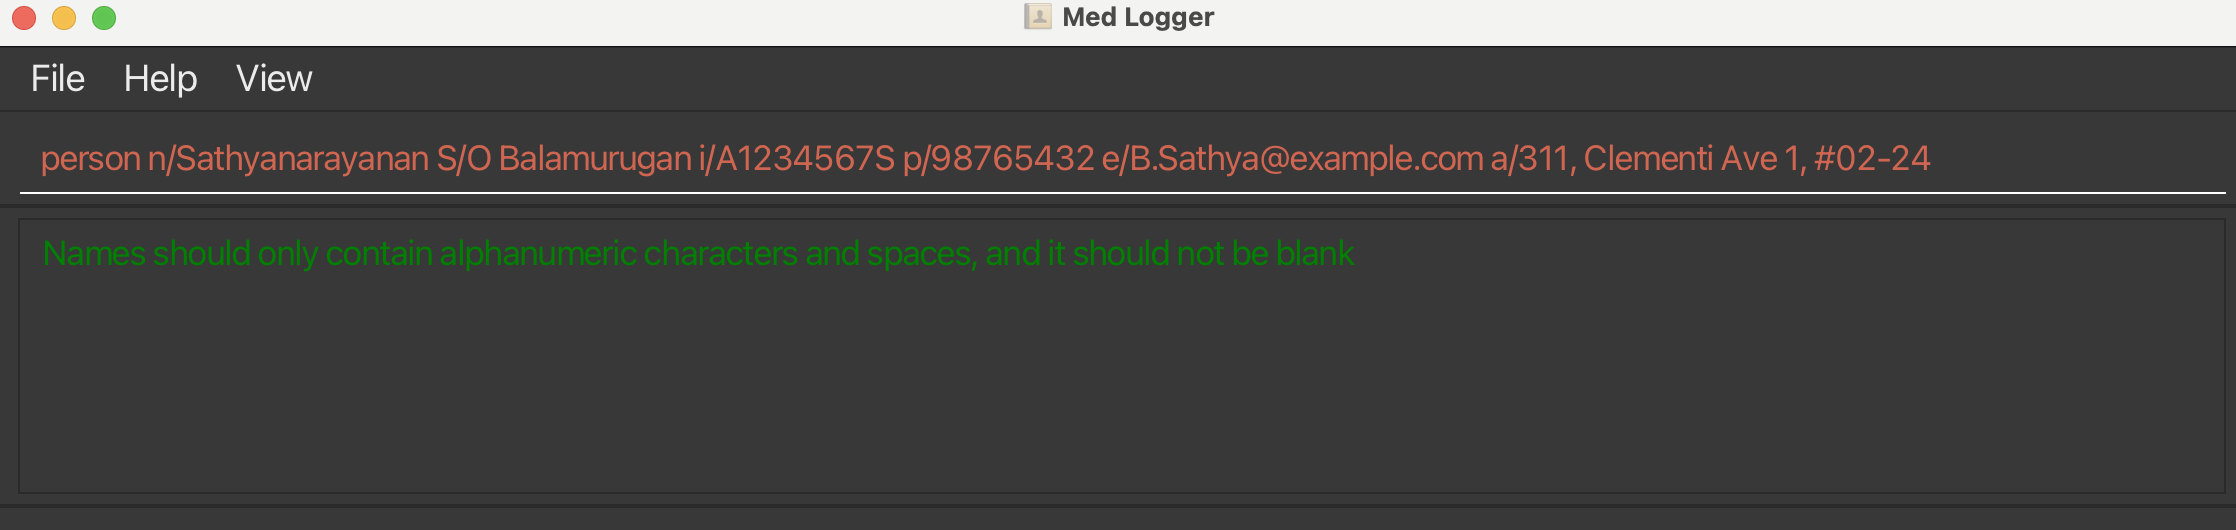 Med Logger
File Help View
person n/Sathyanarayanan S/O Balamurugan i/A1234567S p/98765432 e/B.Sathya@example.com a/311, Clementi Ave 1, #02-24
Names should only contain alphanumeric characters and spaces, and it should not be blank